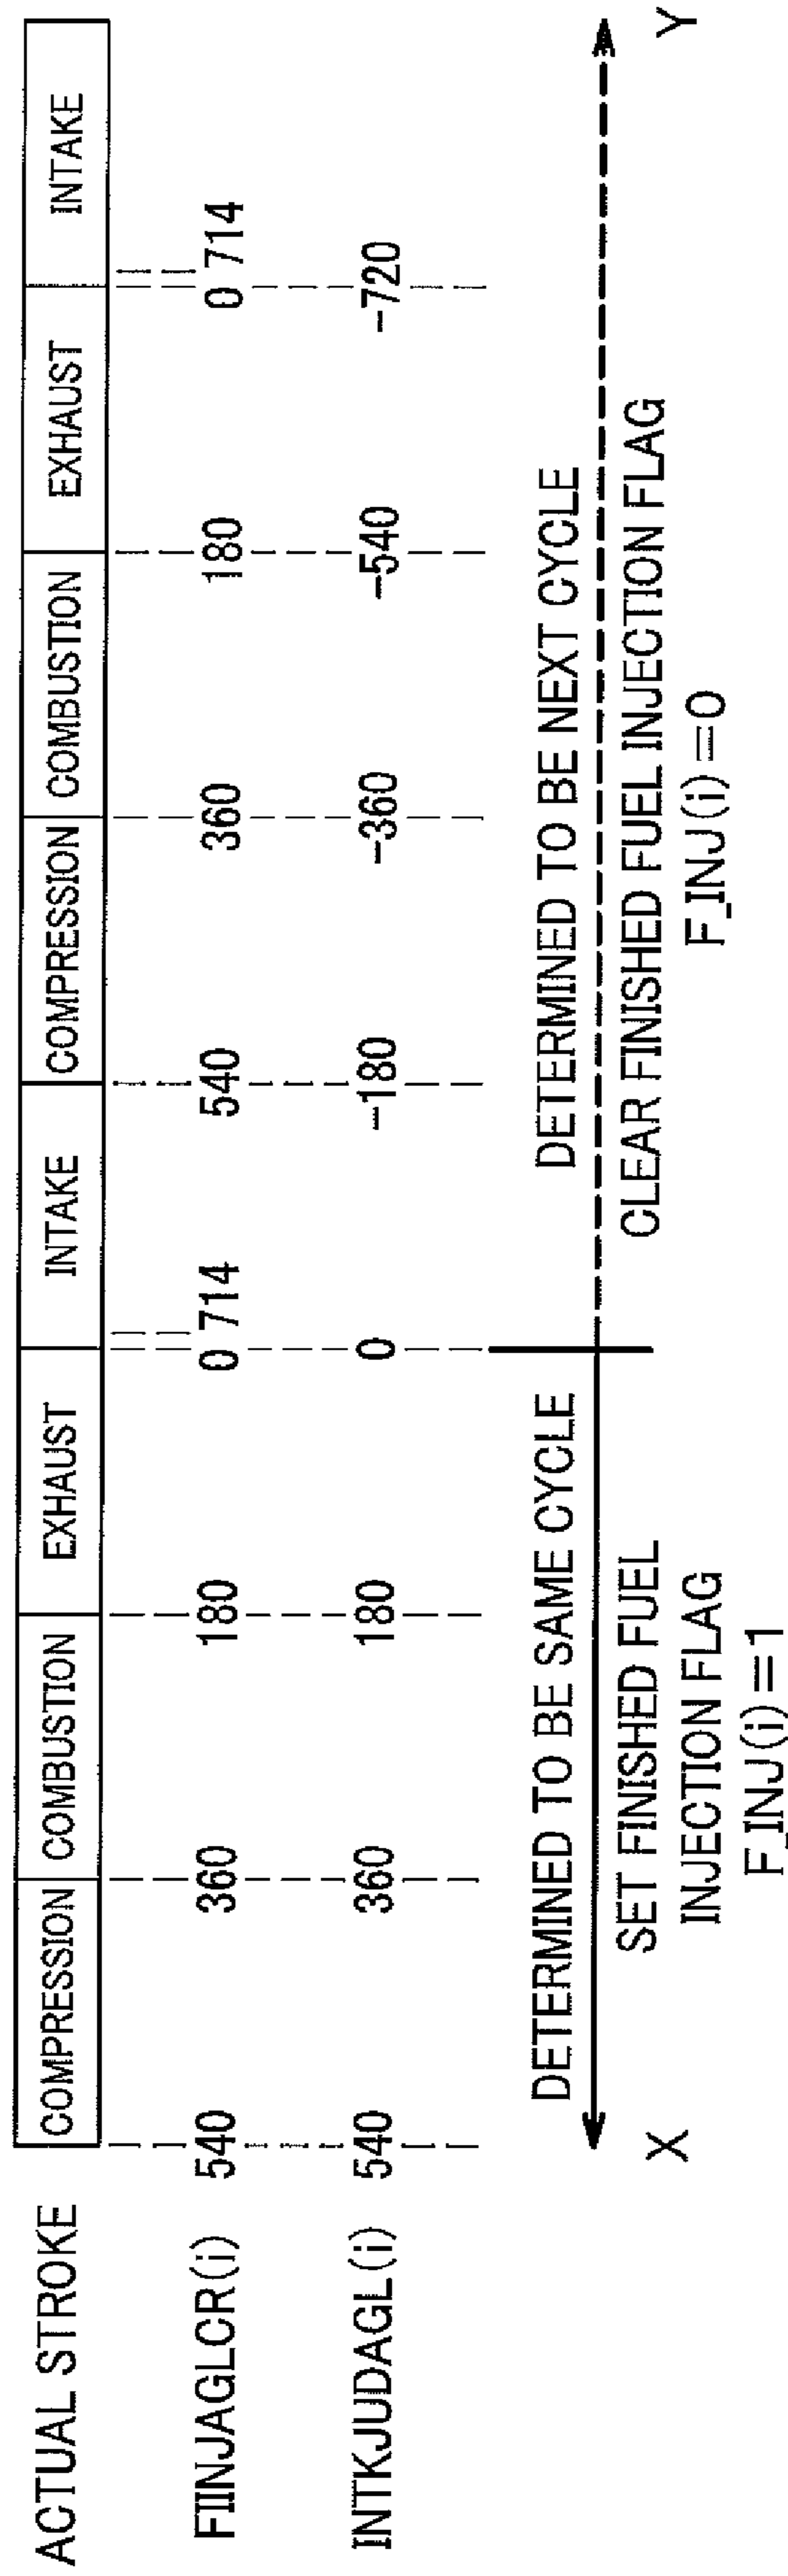 ACTUAL STROKE COMPRESSION COMBUSTION EXHAUST INTAKE COMPRESSION COMBUSTION EXHAUST INTAKE
FIINJAGLCR(i) 540 360 180 0 714 540 360 180 0 714
INTKJUDAGL(i) 540 360 180 0 -180 -360 -540 -720
DETERMINED TO BE SAME CYCLE DETERMINED TO BE NEXT CYCLE
X SET FINISHED FUEL CLEAR FINISHED FUEL INJECTION FLAG Y
INJECTION FLAG F_INJ(i)=0
F_INJ(i)=1